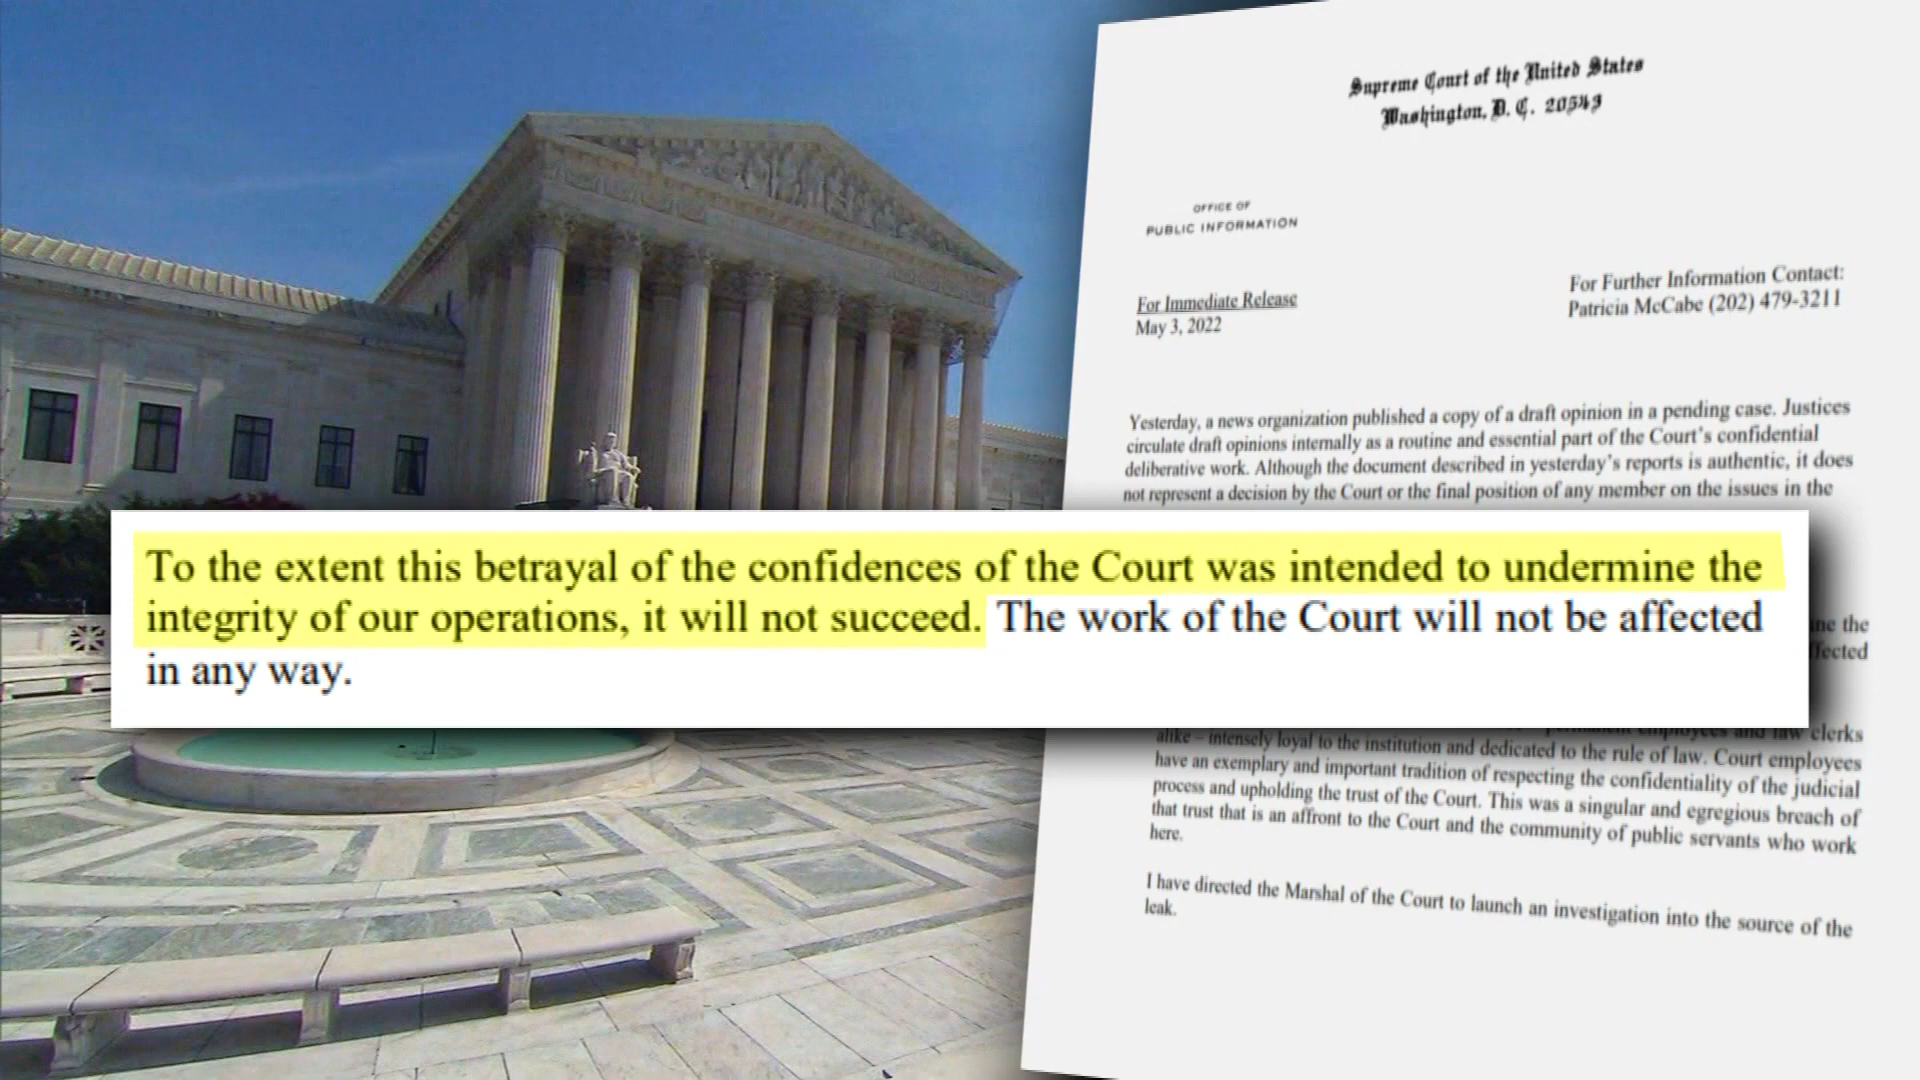 Supreme Court of the United States
Washington, D. C. 20543
OFFICE OF
PUBLIC INFORMATION
For Immediate Release
May 3, 2022
For Further Information Contact:
Patricia McCabe (202) 479-3211
Yesterday, a news organization published a copy of a draft opinion in a pending case. Justices
circulate draft opinions internally as a routine and essential part of the Court's confidential
deliberative work. Although the document described in yesterday's reports is authentic, it does
not represent a decision by the Court or the final position of any member on the issues in the
To the extent this betrayal of the confidences of the Court was intended to undermine the
integrity of our operations, it will not succeed. The work of the Court will not be affected
in any way.
the
permanent employees and law clerks
alike – intensely loyal to the institution and dedicated to the rule of law. Court employees
have an exemplary and important tradition of respecting the confidentiality of the judicial
process and upholding the trust of the Court. This was a singular and egregious breach of
that trust that is an affront to the Court and the community of public servants who work
here.
I have directed the Marshal of the Court to launch an investigation into the source of the
leak.